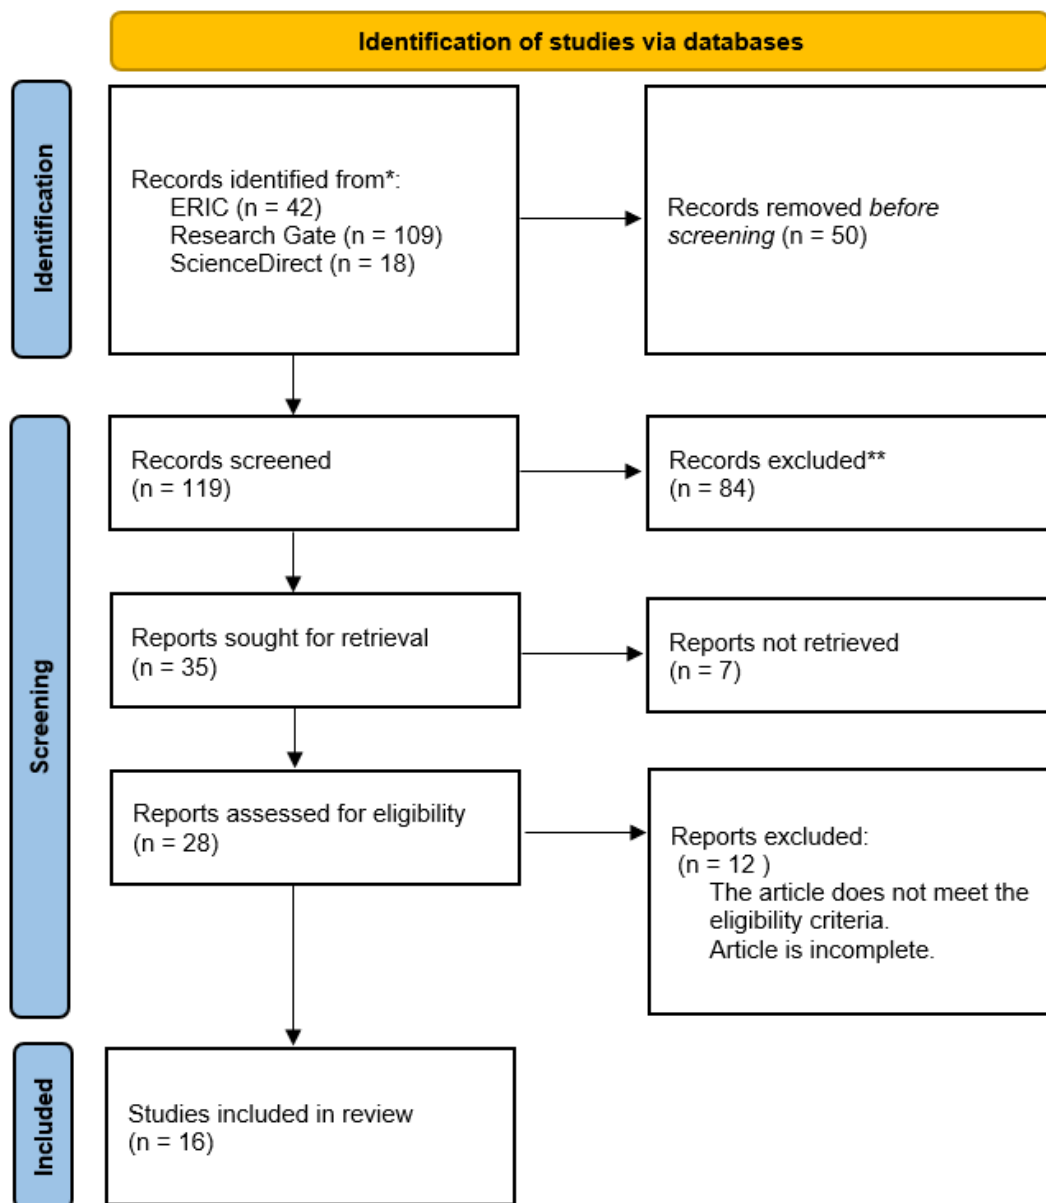 Identification of studies via databases
Identification
Records identified from*:
ERIC (n = 42)
Research Gate (n = 109)
ScienceDirect (n = 18)
Records removed before
screening (n = 50)
Screening
Records screened
(n = 119)
Records excluded**
(n = 84)
Reports sought for retrieval
(n = 35)
Reports not retrieved
(n = 7)
Reports assessed for eligibility
(n = 28)
Reports excluded:
(n = 12 )
The article does not meet the
eligibility criteria.
Article is incomplete.
Included
Studies included in review
(n = 16)